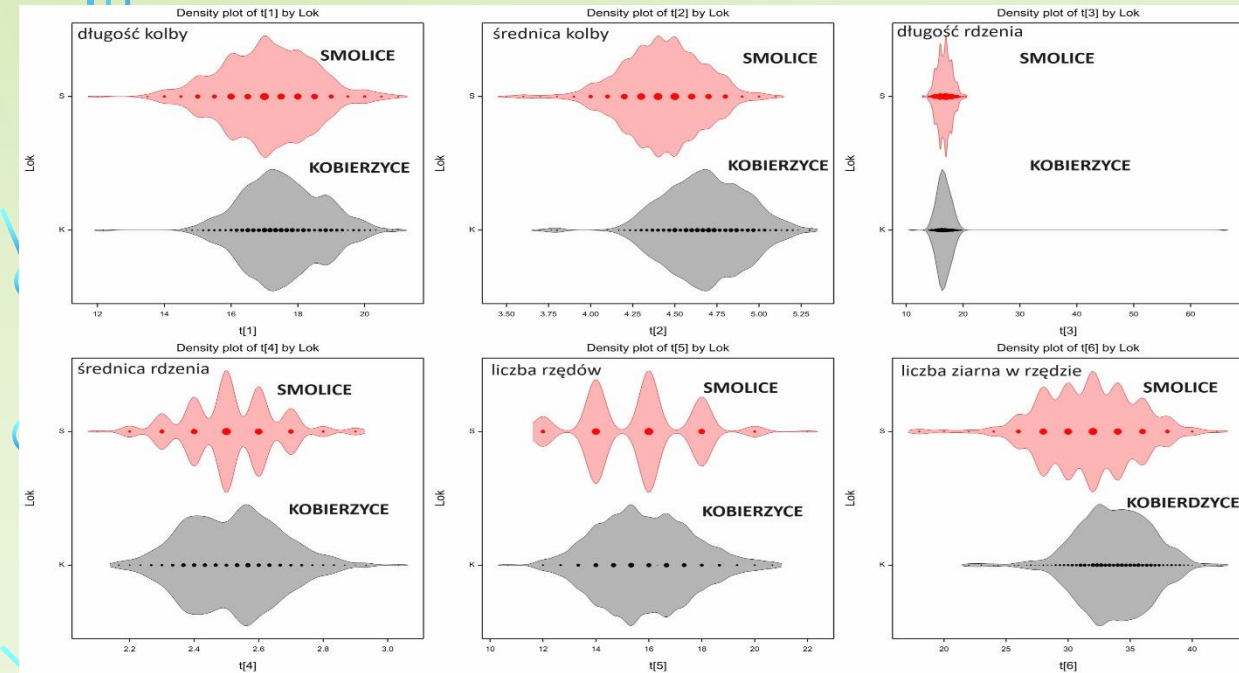 Density plot of t[1] by Lok
długość kolby
SMOLICE
S
KOBIERZYCE
Lok
K
12 14 16 18 20
t[1]
Density plot of t[2] by Lok
średnica kolby
SMOLICE
S
KOBIERZYCE
Lok
K
3.50 3.75 4.00 4.25 4.50 4.75 5.00 5.25
t[2]
Density plot of t[3] by Lok
długość rdzenia
SMOLICE
S
KOBIERZYCE
Lok
K
10 20 30 40 50 60
t[3]
Density plot of t[4] by Lok
średnica rdzenia
SMOLICE
S
KOBIERZYCE
Lok
K
2.2 2.4 2.6 2.8 3.0
t[4]
Density plot of t[5] by Lok
liczba rzędów
SMOLICE
S
KOBIERZYCE
Lok
K
10 12 14 16 18 20 22
t[5]
Density plot of t[6] by Lok
liczba ziarna w rzędzie
SMOLICE
S
KOBIERDZYCE
Lok
K
20 25 30 35 40
t[6]